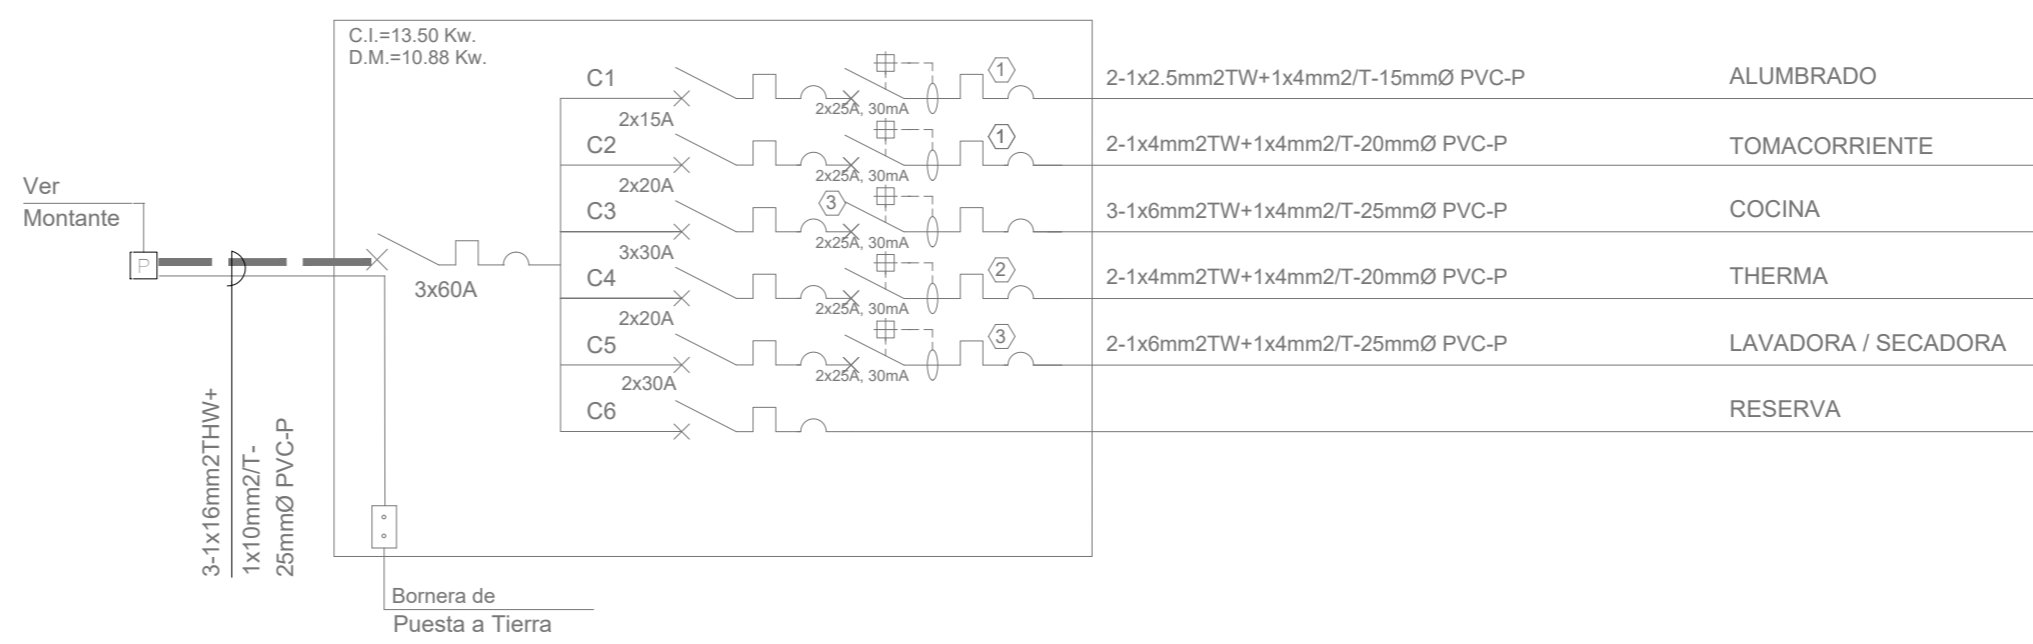 C.I.=13.50 Kw.
D.M.=10.88 Kw.
C1
2x15A
2x25A, 30mA
1
2-1x2.5mm2TW+1x4mm2/T-15mmØ PVC-P
ALUMBRADO
C2
2x20A
2x25A, 30mA
1
2-1x4mm2TW+1x4mm2/T-20mmØ PVC-P
TOMACORRIENTE
C3
3x30A
3
2x25A, 30mA
3-1x6mm2TW+1x4mm2/T-25mmØ PVC-P
COCINA
C4
2x20A
2x25A, 30mA
2
2-1x4mm2TW+1x4mm2/T-20mmØ PVC-P
THERMA
C5
2x30A
2x25A, 30mA
3
2-1x6mm2TW+1x4mm2/T-25mmØ PVC-P
LAVADORA / SECADORA
C6
RESERVA
Ver
Montante
P
3x60A
3-1x16mm2THW+
1x10mm2/T-
25mmØ PVC-P
Bornera de
Puesta a Tierra